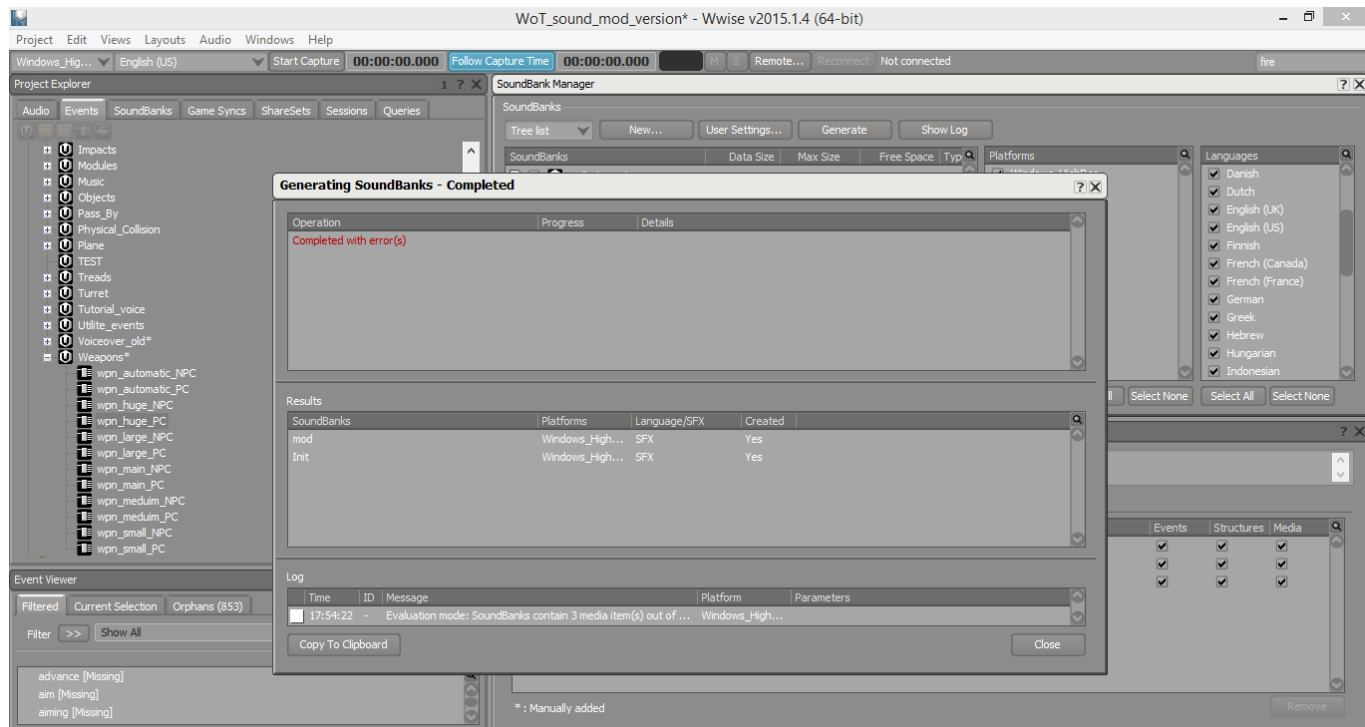 WoT_sound_mod_version* - Wwise v2015.1.4 (64-bit)
Project Edit Views Layouts Audio Windows Help
Windows_Hig... English (US) Start Capture 00:00:00.000 Follow Capture Time 00:00:00.000 M S Remote... Reconnect Not connected fire
Project Explorer 1 ? X
Audio Events SoundBanks Game Syncs ShareSets Sessions Queries
Impacts
Modules
Music
Objects
Pass_By
Physical_Collision
Plane
TEST
Treads
Turret
Tutorial_voice
Utilite_events
Voiceover_old*
Weapons*
wpn_automatic_NPC
wpn_automatic_PC
wpn_huge_NPC
wpn_huge_PC
wpn_large_NPC
wpn_large_PC
wpn_main_NPC
wpn_main_PC
wpn_meduim_NPC
wpn_meduim_PC
wpn_small_NPC
wpn_small_PC
Event Viewer
Filtered Current Selection Orphans (853)
Filter >> Show All
advance [Missing]
aim [Missing]
aiming [Missing]
SoundBank Manager ? X
SoundBanks
Tree list New... User Settings... Generate Show Log
SoundBanks Data Size Max Size Free Space Typ Platforms Languages
Danish
Dutch
English (UK)
English (US)
Finnish
French (Canada)
French (France)
German
Greek
Hebrew
Hungarian
Indonesian
Select None Select All Select None
? X
Events Structures Media
* : Manually added Remove
Generating SoundBanks - Completed ? X
Operation Progress Details
Completed with error(s)
Results
SoundBanks Platforms Language/SFX Created
mod Windows_High... SFX Yes
Init Windows_High... SFX Yes
Log
Time ID Message Platform Parameters
17:54:22 - Evaluation mode: SoundBanks contain 3 media item(s) out of ... Windows_High...
Copy To Clipboard Close